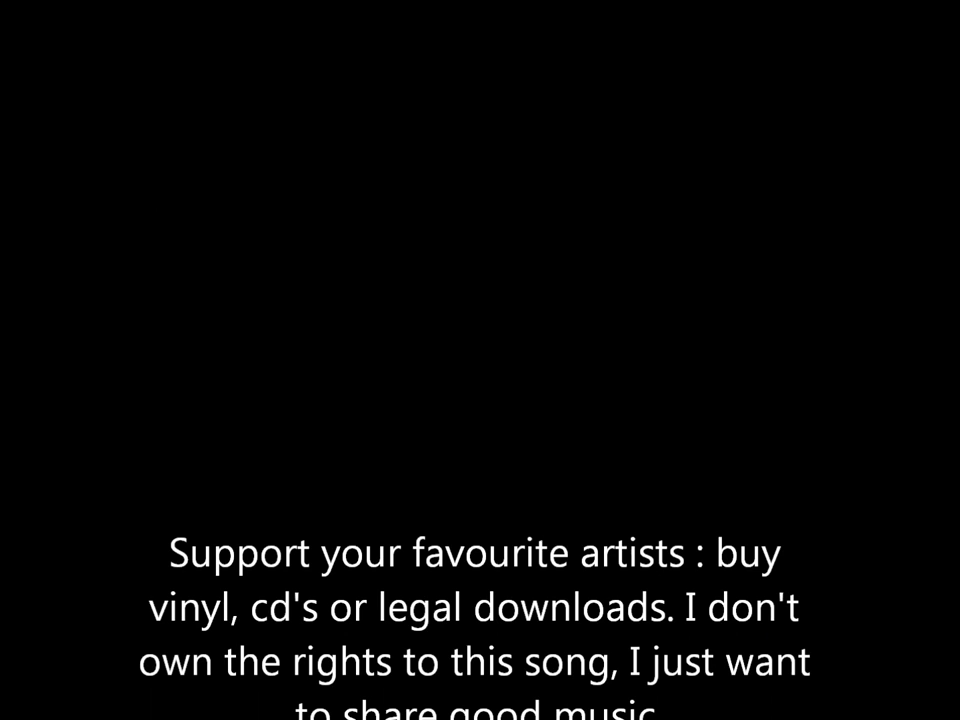 Support your favourite artists : buy
vinyl, cd's or legal downloads. I don't
own the rights to this song, I just want
to share good music